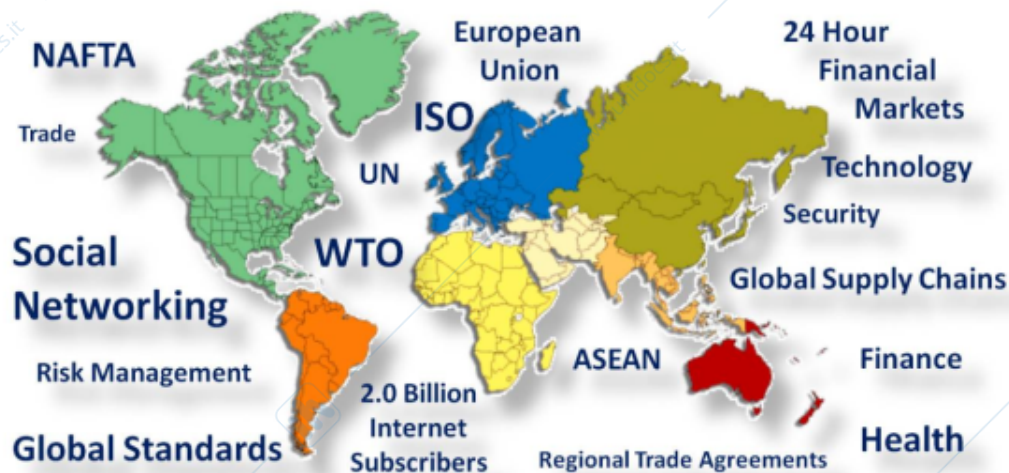 NAFTA
European
Union
24 Hour
Financial
Markets
ISO
Trade
UN
Technology
Security
Social
Networking
WTO
Global Supply Chains
Risk Management
ASEAN
Finance
2.0 Billion
Internet
Subscribers
Global Standards
Regional Trade Agreements
Health